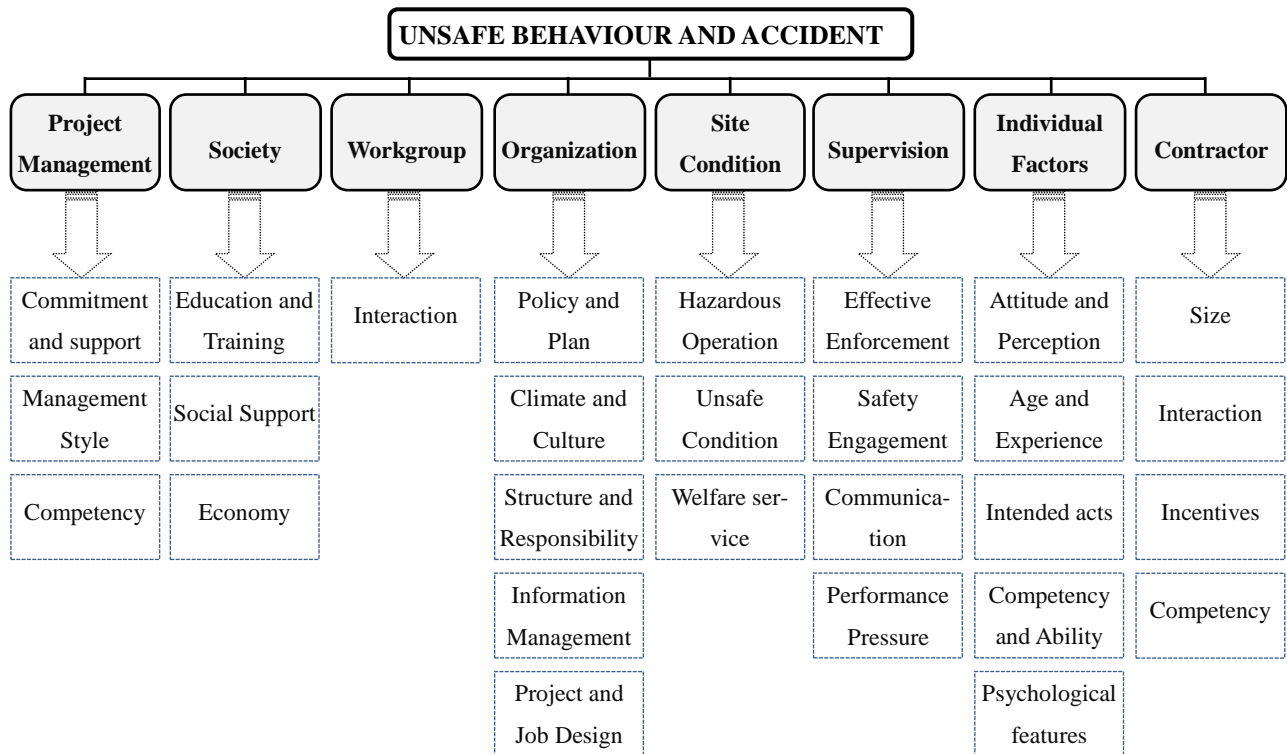 UNSAFE BEHAVIOUR AND ACCIDENT
Project
Management
Society
Workgroup
Organization
Site
Condition
Supervision
Individual
Factors
Contractor
Commitment
and support
Management
Style
Competency
Education and
Training
Social Support
Economy
Interaction
Policy and
Plan
Climate and
Culture
Structure and
Responsibility
Information
Management
Project and
Job Design
Hazardous
Operation
Unsafe
Condition
Welfare ser-
vice
Effective
Enforcement
Safety
Engagement
Communica-
tion
Performance
Pressure
Attitude and
Perception
Age and
Experience
Intended acts
Competency
and Ability
Psychological
features
Size
Interaction
Incentives
Competency